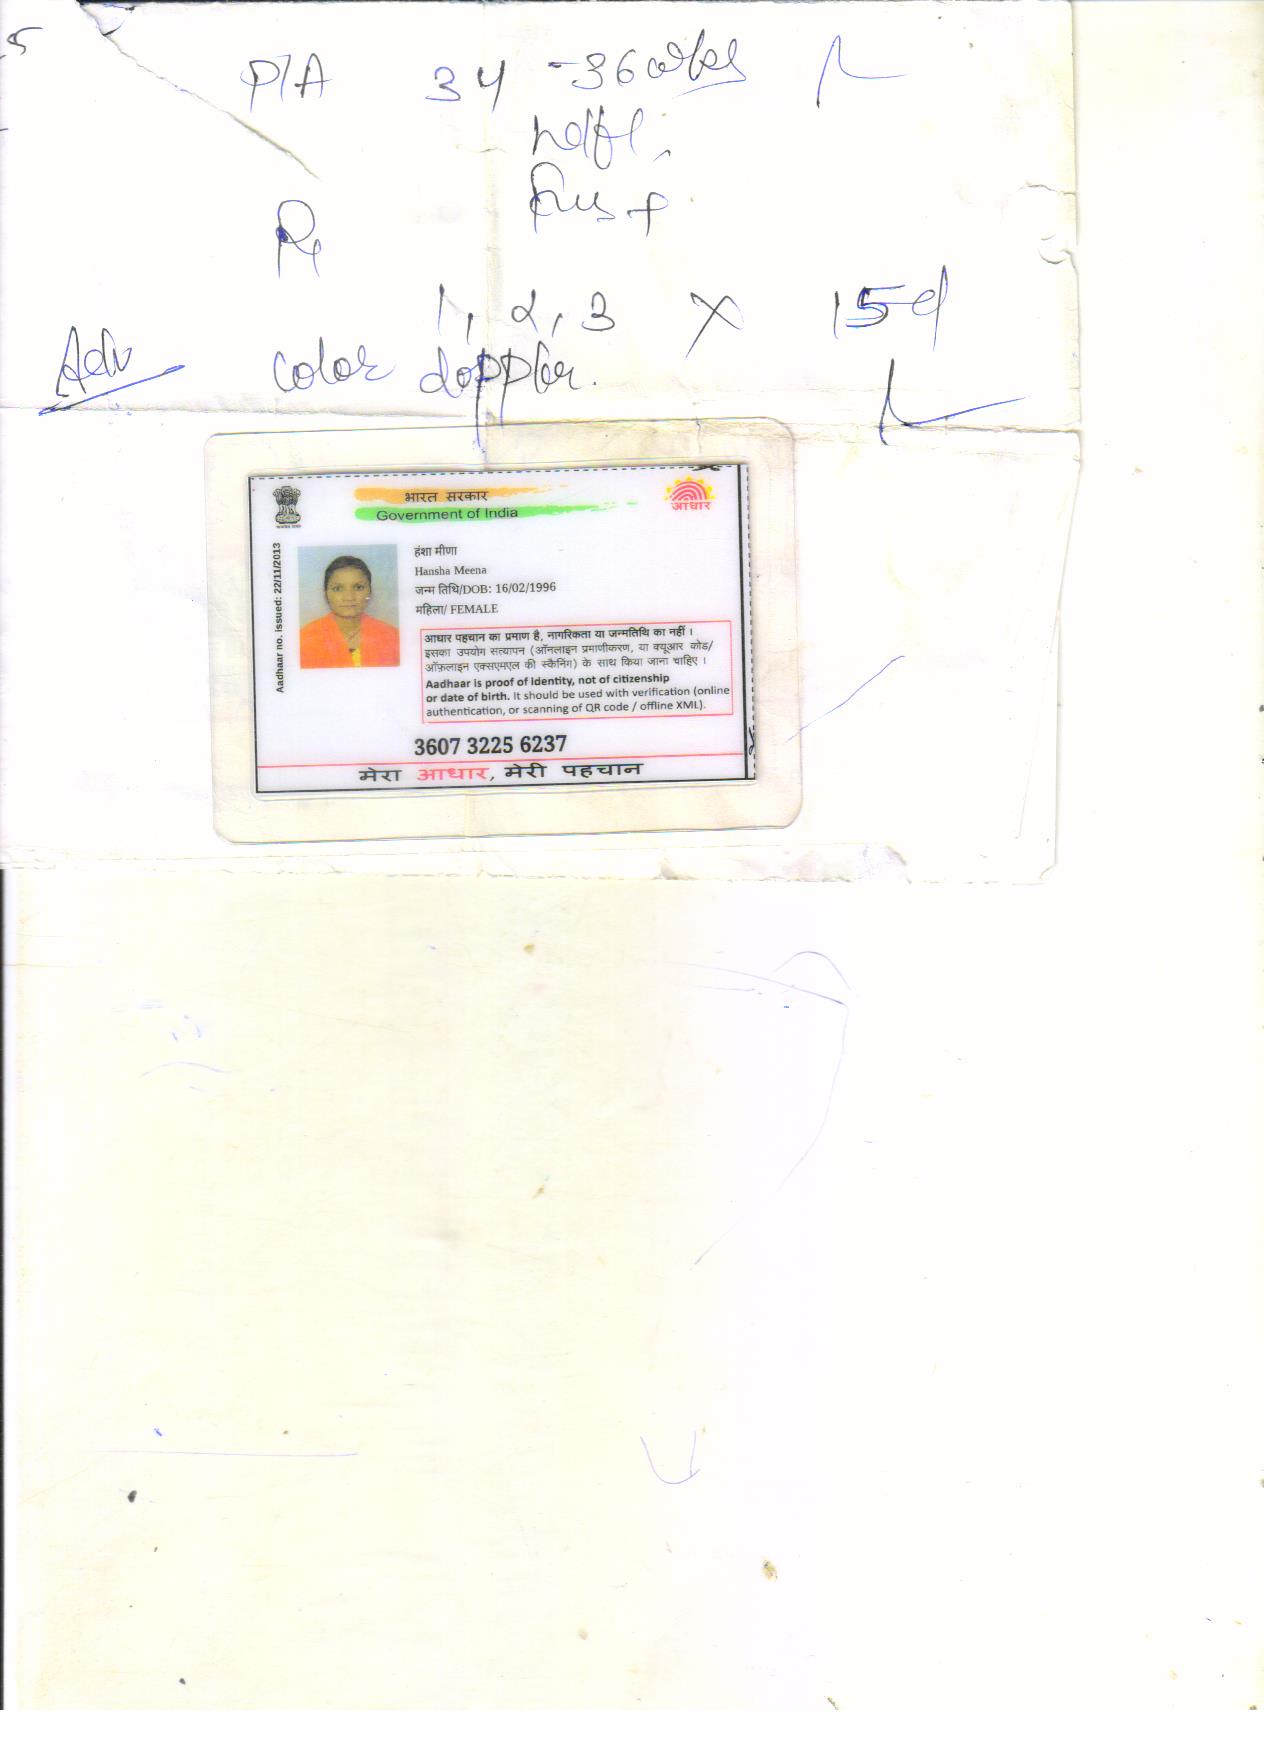 5
P/A 34 - 36 wks
FHS +
Rx
1, 2, 3 X 15d
Adv color doppler.
भारत सरकार
Government of India
आधार
Aadhaar no. issued: 22/11/2013
हंशा मीणा
Hansha Meena
जन्म तिथि/DOB: 16/02/1996
महिला/ FEMALE
आधार पहचान का प्रमाण है, नागरिकता या जन्मतिथि का नहीं ।
इसका उपयोग सत्यापन (ऑनलाइन प्रमाणीकरण, या क्यूआर कोड/
ऑफ़लाइन एक्सएमएल की स्कैनिंग) के साथ किया जाना चाहिए ।
Aadhaar is proof of identity, not of citizenship
or date of birth. It should be used with verification (online
authentication, or scanning of QR code / offline XML).
3607 3225 6237
मेरा आधार, मेरी पहचान